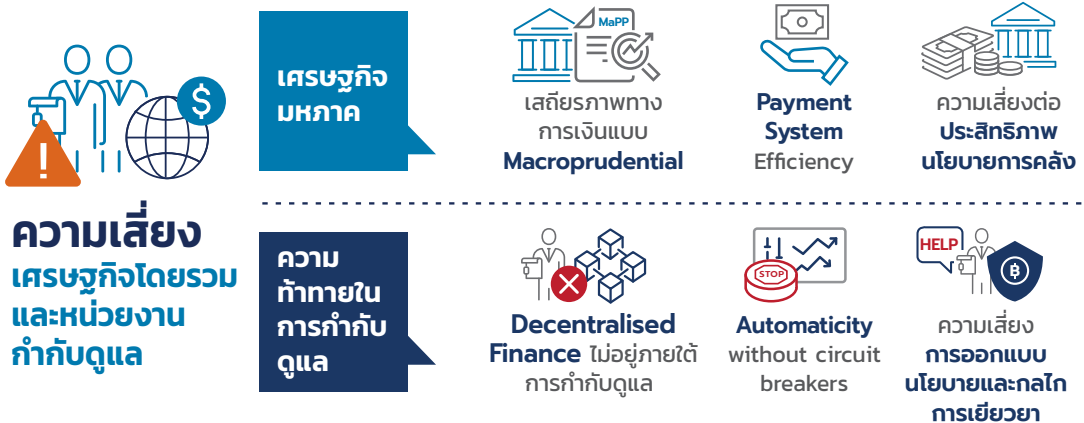 ความเสี่ยง
เศรษฐกิจโดยรวม
และหน่วยงาน
กำกับดูแล
$
!
เศรษฐกิจ
มหภาค
MaPP
เสถียรภาพทาง
การเงินแบบ
Macroprudential
Payment
System
Efficiency
ความเสี่ยงต่อ
ประสิทธิภาพ
นโยบายการคลัง
ความ
ท้าทายใน
การกำกับ
ดูแล
Decentralised
Finance ไม่อยู่ภายใต้
การกำกับดูแล
STOP
Automaticity
without circuit
breakers
HELP
฿
ความเสี่ยง
การออกแบบ
นโยบายและกลไก
การเยียวยา